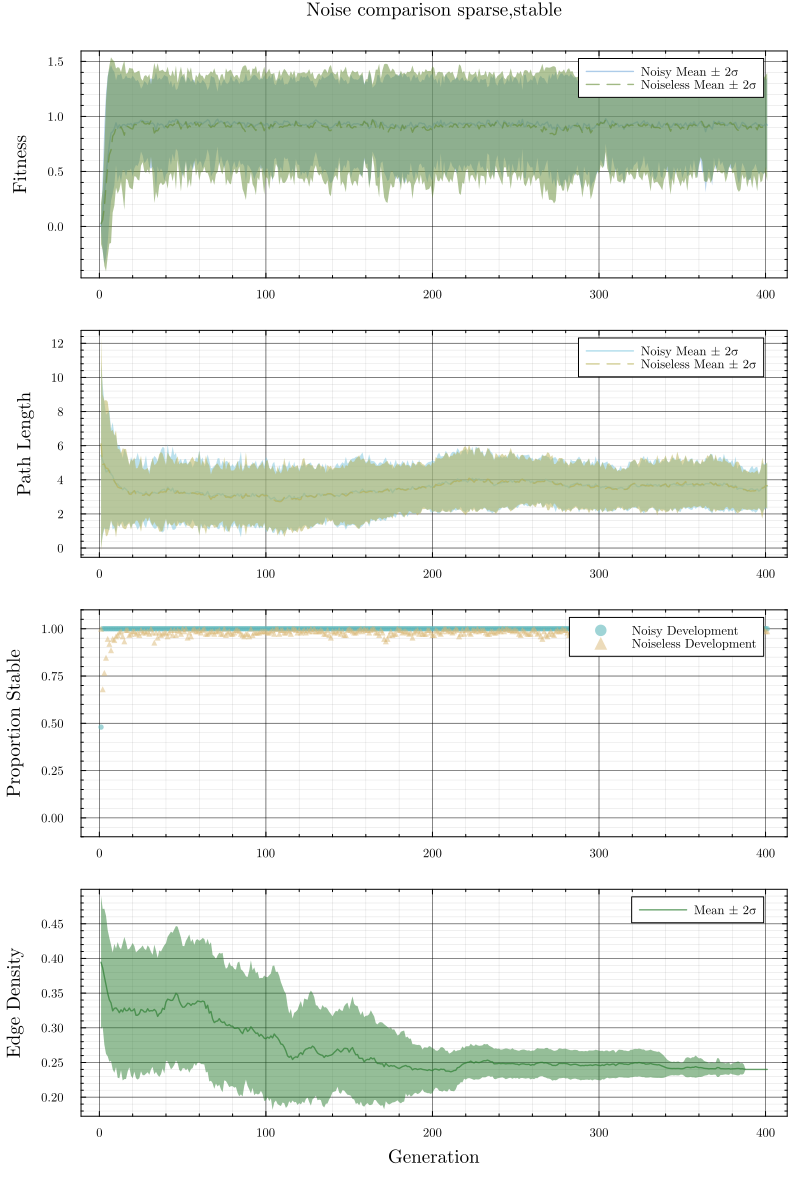 Noise comparison sparse,stable
1.5
1.0
0.5
0.0
Fitness
Noisy Mean ± 2σ
Noiseless Mean ± 2σ
0 100 200 300 400
12
10
8
6
4
2
0
Path Length
Noisy Mean ± 2σ
Noiseless Mean ± 2σ
0 100 200 300 400
1.00
0.75
0.50
0.25
0.00
Proportion Stable
Noisy Development
Noiseless Development
0 100 200 300 400
0.45
0.40
0.35
0.30
0.25
0.20
Edge Density
Mean ± 2σ
0 100 200 300 400
Generation